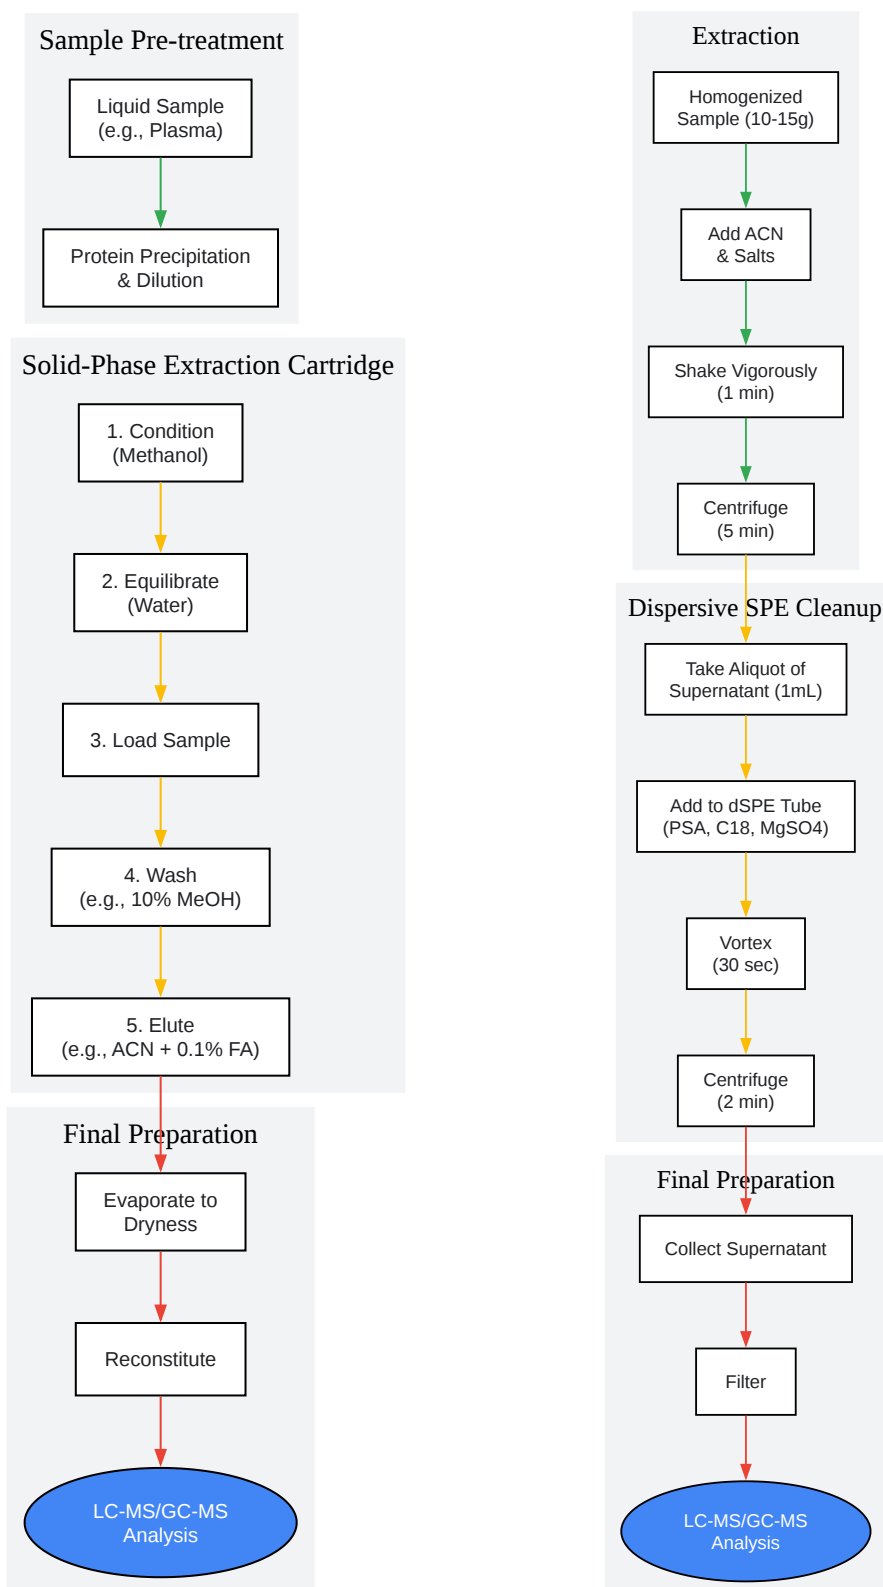 Sample Pre-treatment
Liquid Sample
(e.g., Plasma)
Protein Precipitation
& Dilution
Solid-Phase Extraction Cartridge
1. Condition
(Methanol)
2. Equilibrate
(Water)
3. Load Sample
4. Wash
(e.g., 10% MeOH)
5. Elute
(e.g., ACN + 0.1% FA)
Final Preparation
Evaporate to
Dryness
Reconstitute
LC-MS/GC-MS
Analysis
Extraction
Homogenized
Sample (10-15g)
Add ACN
& Salts
Shake Vigorously
(1 min)
Centrifuge
(5 min)
Dispersive SPE Cleanup
Take Aliquot of
Supernatant (1mL)
Add to dSPE Tube
(PSA, C18, MgSO4)
Vortex
(30 sec)
Centrifuge
(2 min)
Final Preparation
Collect Supernatant
Filter
LC-MS/GC-MS
Analysis